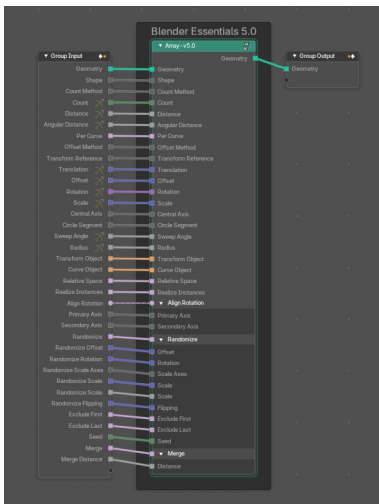 Blender Essentials 5.0
Group Input
Geometry
Shape
Count Method
Count
Distance
Angular Distance
Per Curve
Offset Method
Transform Reference
Translation
Offset
Rotation
Scale
Central Axis
Circle Segment
Sweep Angle
Radius
Transform Object
Curve Object
Relative Space
Realize Instances
Align Rotation
Primary Axis
Secondary Axis
Randomize
Randomize Offset
Randomize Rotation
Randomize Scale Axes
Randomize Scale
Randomize Scale
Randomize Flipping
Exclude First
Exclude Last
Seed
Merge
Merge Distance
Array - v5.0
Geometry
Geometry
Shape
Count Method
Count
Distance
Angular Distance
Per Curve
Offset Method
Transform Reference
Translation
Offset
Rotation
Scale
Central Axis
Circle Segment
Sweep Angle
Radius
Transform Object
Curve Object
Relative Space
Realize Instances
Align Rotation
Primary Axis
Secondary Axis
Randomize
Offset
Rotation
Scale Axes
Scale
Scale
Flipping
Exclude First
Exclude Last
Seed
Merge
Distance
Group Output
Geometry